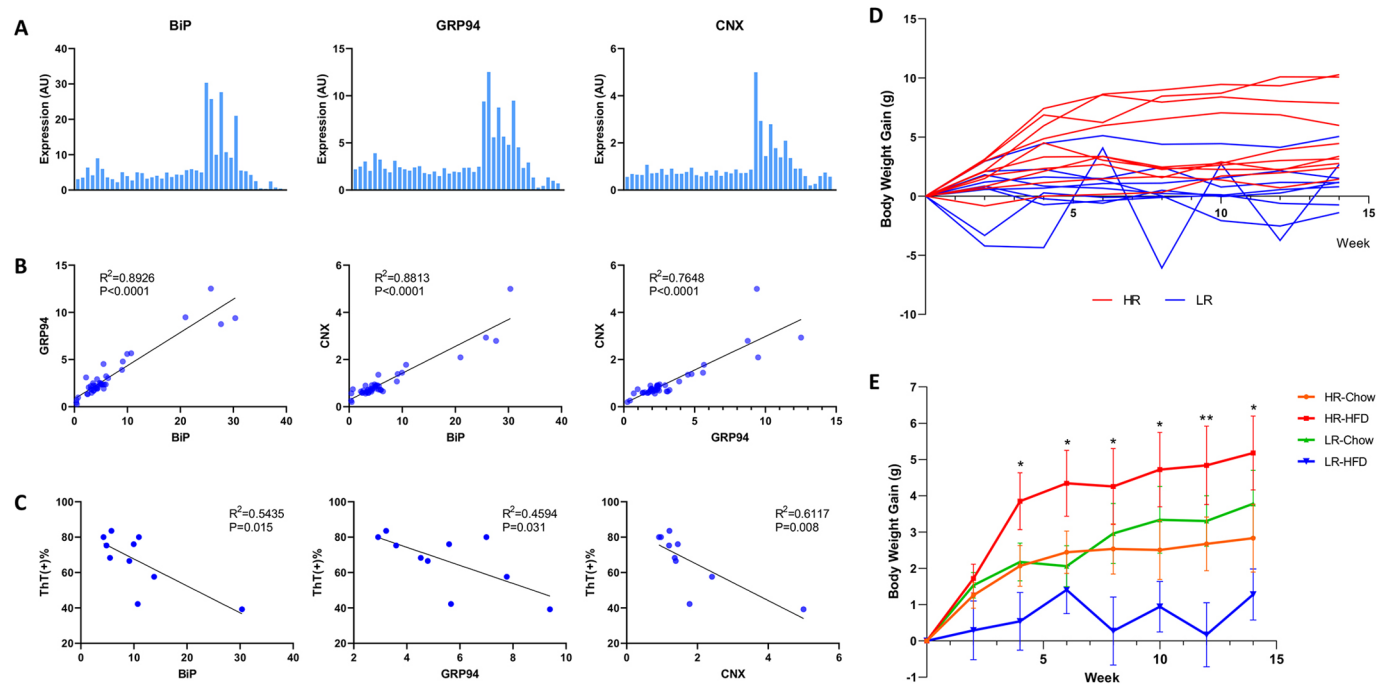 A
BiP
GRP94
CNX
Expression (AU)
40
30
20
10
0
Expression (AU)
15
10
5
0
Expression (AU)
6
4
2
0
B
R2=0.8926
P<0.0001
GRP94
15
10
5
0
0 10 20 30 40
BiP
R2=0.8813
P<0.0001
CNX
6
4
2
0
0 10 20 30 40
BiP
R2=0.7648
P<0.0001
CNX
6
4
2
0
0 5 10 15
GRP94
C
R2=0.5435
P=0.015
ThT(+)%
100
80
60
40
20
0 10 20 30 40
BiP
R2=0.4594
P=0.031
ThT(+)%
100
80
60
40
20
2 4 6 8 10
GRP94
R2=0.6117
P=0.008
ThT(+)%
100
80
60
40
20
0 2 4 6
CNX
D
Body Weight Gain (g)
15
10
5
0
-5
-10
5 10 15
Week
HR LR
E
Body Weight Gain (g)
7
6
5
4
3
2
1
0
-1
* * * * ** *
5 10 15
Week
HR-Chow
HR-HFD
LR-Chow
LR-HFD